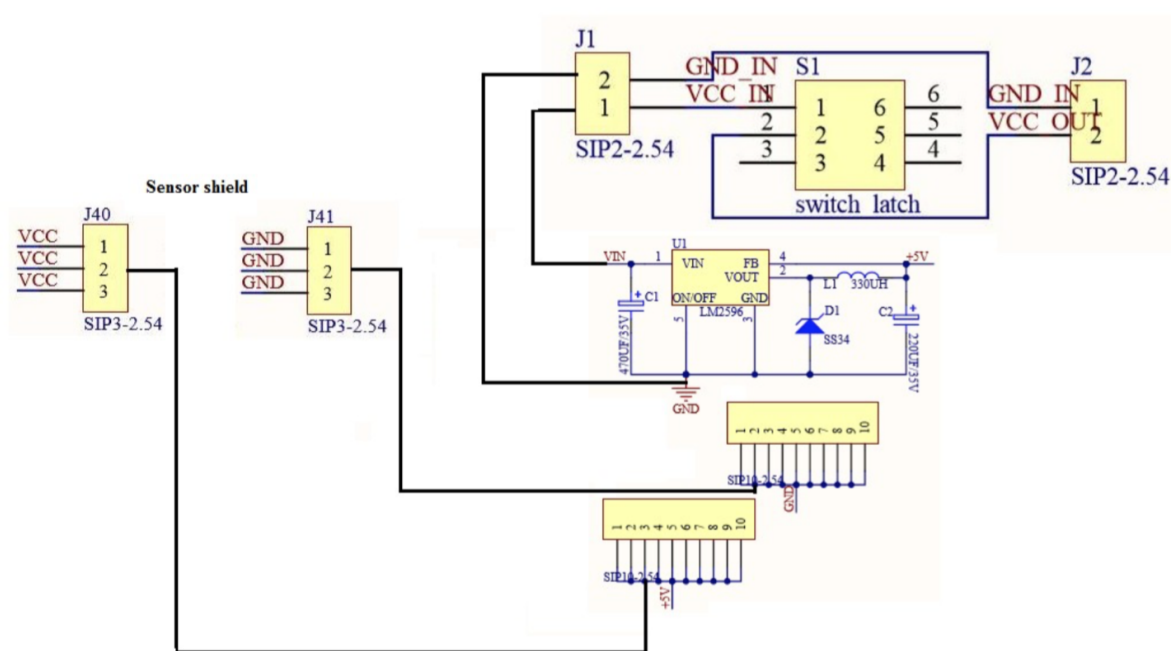 J1
2
1
SIP2-2.54
GND_IN
VCC_IN
S1
1
2
3
1
2
3
6
5
4
6
5
4
switch latch
J2
GND_IN
VCC_OUT
1
2
SIP2-2.54
Sensor shield
J40
VCC
VCC
VCC
1
2
3
SIP3-2.54
J41
GND
GND
GND
1
2
3
SIP3-2.54
U1
VIN
1
VIN
FB
VOUT
ON/OFF
GND
LM2596
4
2
5
3
+5V
L1
330UH
C1
470UF/35V
D1
SS34
C2
220UF/35V
GND
1 2 3 4 5 6 7 8 9 10
SIP10-2.54
GND
1 2 3 4 5 6 7 8 9 10
SIP10-2.54
+5V